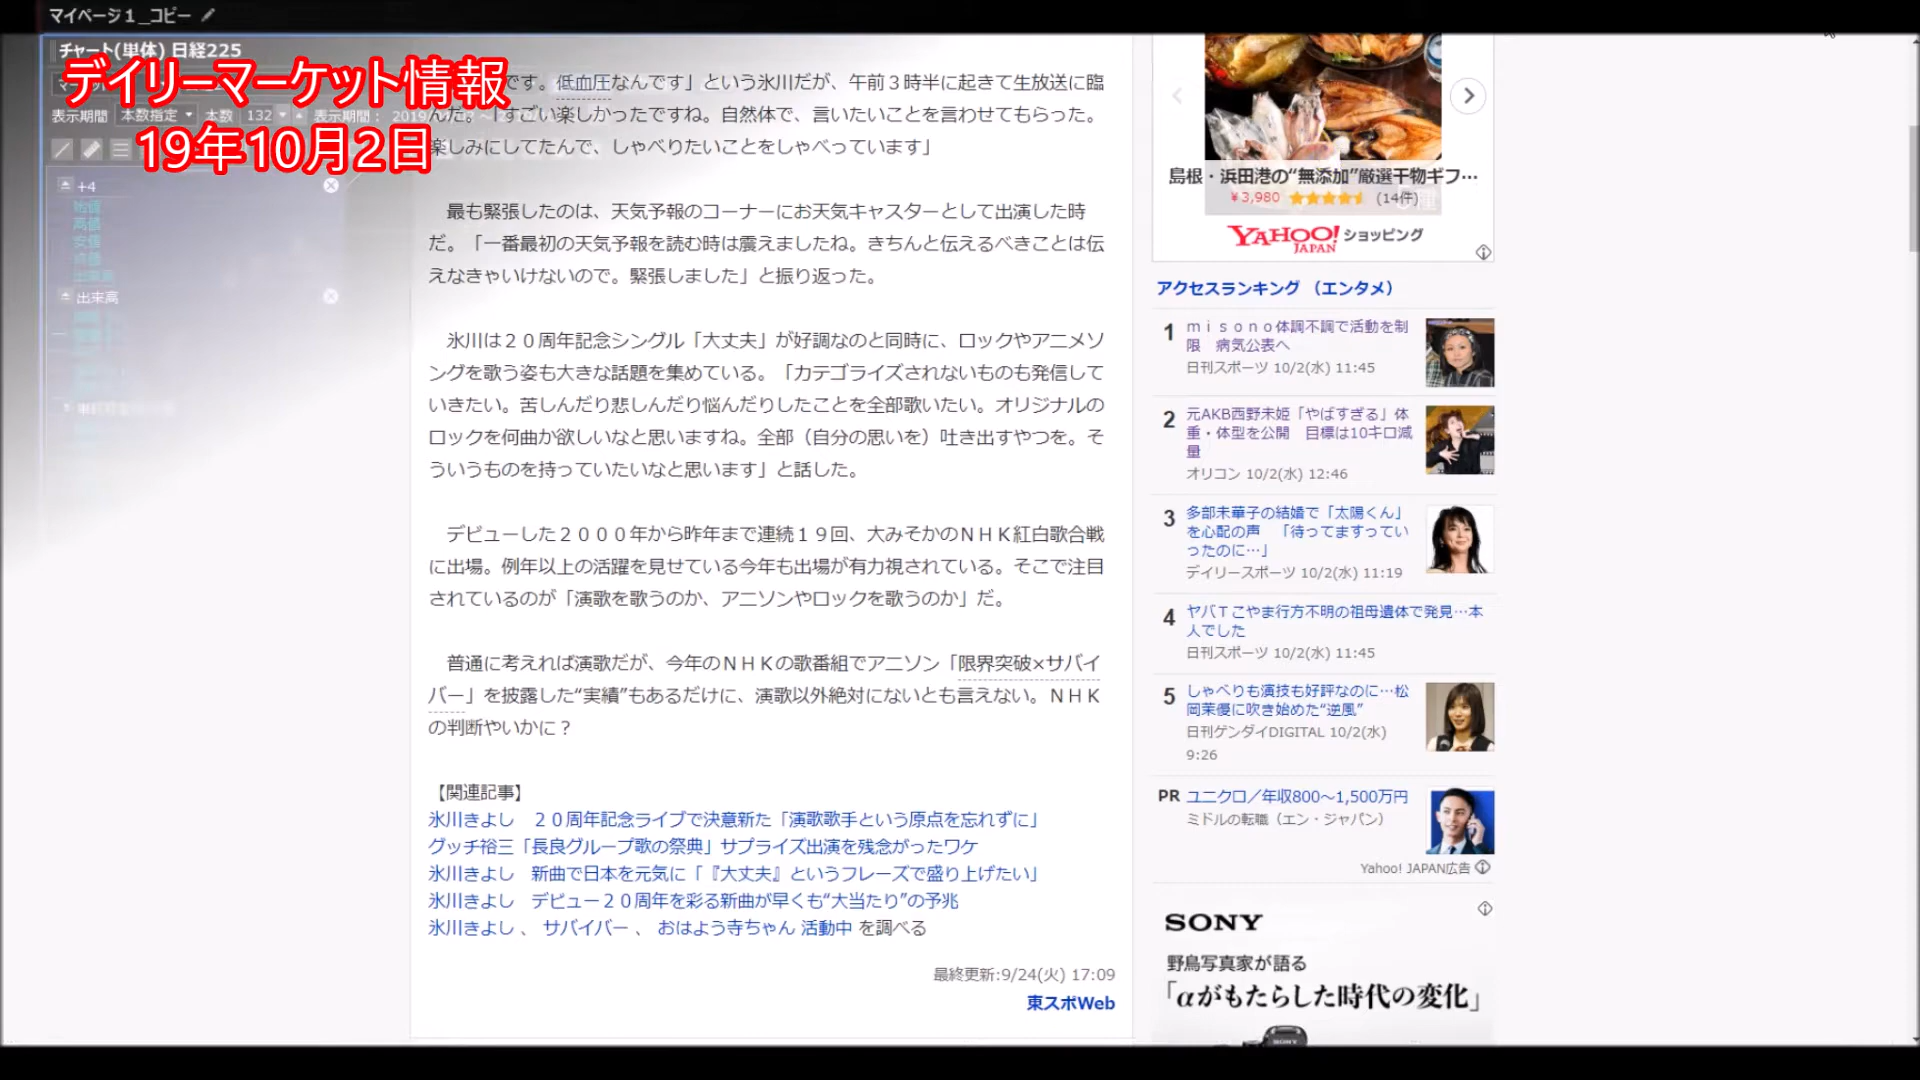 マイページ１_コピー
チャート(単体) 日経225
デイリーマーケット情報
19年10月2日
表示期間 本数指定 本数 132 表示期間：
+4
始値
高値
安値
終値
出来高
出来高
です。低血圧なんです」という氷川だが、午前３時半に起きて生放送に臨
んだ。「すごい楽しかったですね。自然体で、言いたいことを言わせてもらった。
楽しみにしてたんで、しゃべりたいことをしゃべっています」
最も緊張したのは、天気予報のコーナーにお天気キャスターとして出演した時
だ。「一番最初の天気予報を読む時は震えましたね。きちんと伝えるべきことは伝
えなきゃいけないので。緊張しました」と振り返った。
氷川は２０周年記念シングル「大丈夫」が好調なのと同時に、ロックやアニメソ
ングを歌う姿も大きな話題を集めている。「カテゴライズされないものも発信して
いきたい。苦しんだり悲しんだり悩んだりしたことを全部歌いたい。オリジナルの
ロックを何曲か欲しいなと思いますね。全部（自分の思いを）吐き出すやつを。そ
ういうものを持っていたいなと思います」と話した。
デビューした２０００年から昨年まで連続１９回、大みそかのＮＨＫ紅白歌合戦
に出場。例年以上の活躍を見せている今年も出場が有力視されている。そこで注目
されているのが「演歌を歌うのか、アニソンやロックを歌うのか」だ。
普通に考えれば演歌だが、今年のＮＨＫの歌番組でアニソン「限界突破×サバイ
バー」を披露した“実績”もあるだけに、演歌以外絶対にないとも言えない。ＮＨＫ
の判断やいかに？
【関連記事】
氷川きよし　２０周年記念ライブで決意新た「演歌歌手という原点を忘れずに」
グッチ裕三「長良グループ歌の祭典」サプライズ出演を残念がったワケ
氷川きよし　新曲で日本を元気に「『大丈夫』というフレーズで盛り上げたい」
氷川きよし　デビュー２０周年を彩る新曲が早くも“大当たり”の予兆
氷川きよし 、 サバイバー 、 おはよう寺ちゃん 活動中 を調べる
最終更新:9/24(火) 17:09
東スポWeb
島根・浜田港の“無添加”厳選干物ギフ…
￥3,980 (14件)
YAHOO! JAPAN ショッピング
アクセスランキング （エンタメ）
1 ｍｉｓｏｎｏ体調不調で活動を制
限　病気公表へ
日刊スポーツ 10/2(水) 11:45
2 元AKB西野未姫「やばすぎる」体
重・体型を公開　目標は10キロ減
量
オリコン 10/2(水) 12:46
3 多部未華子の結婚で「太陽くん」
を心配の声　「待ってますってい
ったのに…」
デイリースポーツ 10/2(水) 11:19
4 ヤバＴこやま行方不明の祖母遺体で発見…本
人でした
日刊スポーツ 10/2(水) 11:45
5 しゃべりも演技も好評なのに…松
岡茉優に吹き始めた“逆風”
日刊ゲンダイDIGITAL 10/2(水)
9:26
PR ユニクロ／年収800～1,500万円
ミドルの転職（エン・ジャパン）
Yahoo! JAPAN広告
SONY
野鳥写真家が語る
「αがもたらした時代の変化」
SONY